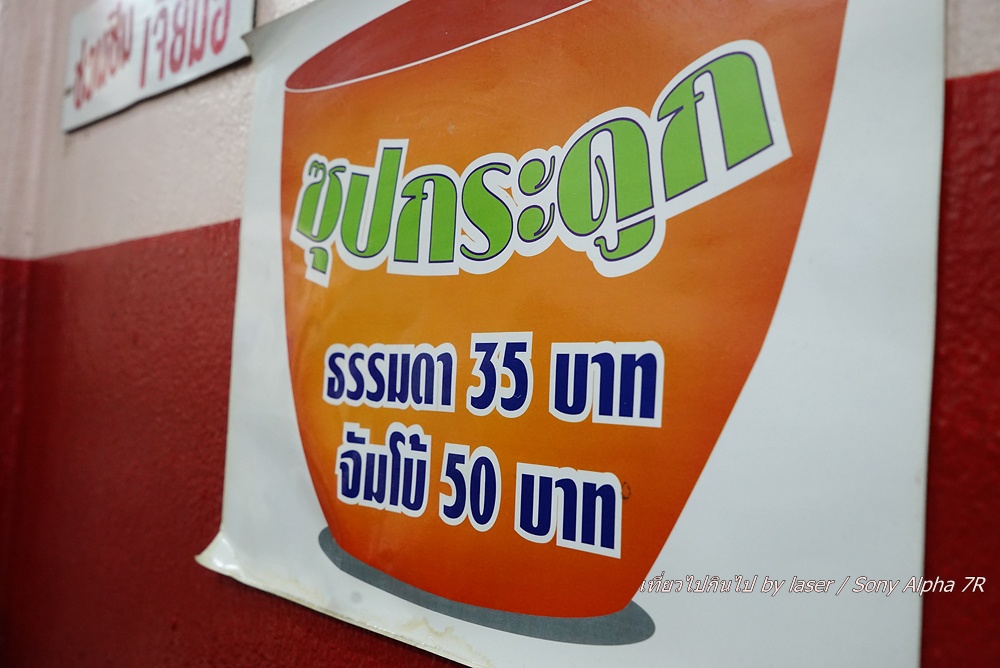 ซุปกระดูก
ธรรมดา 35 บาท
จัมโบ้ 50 บาท
เที่ยวไปกินไป by laser / Sony Alpha 7R